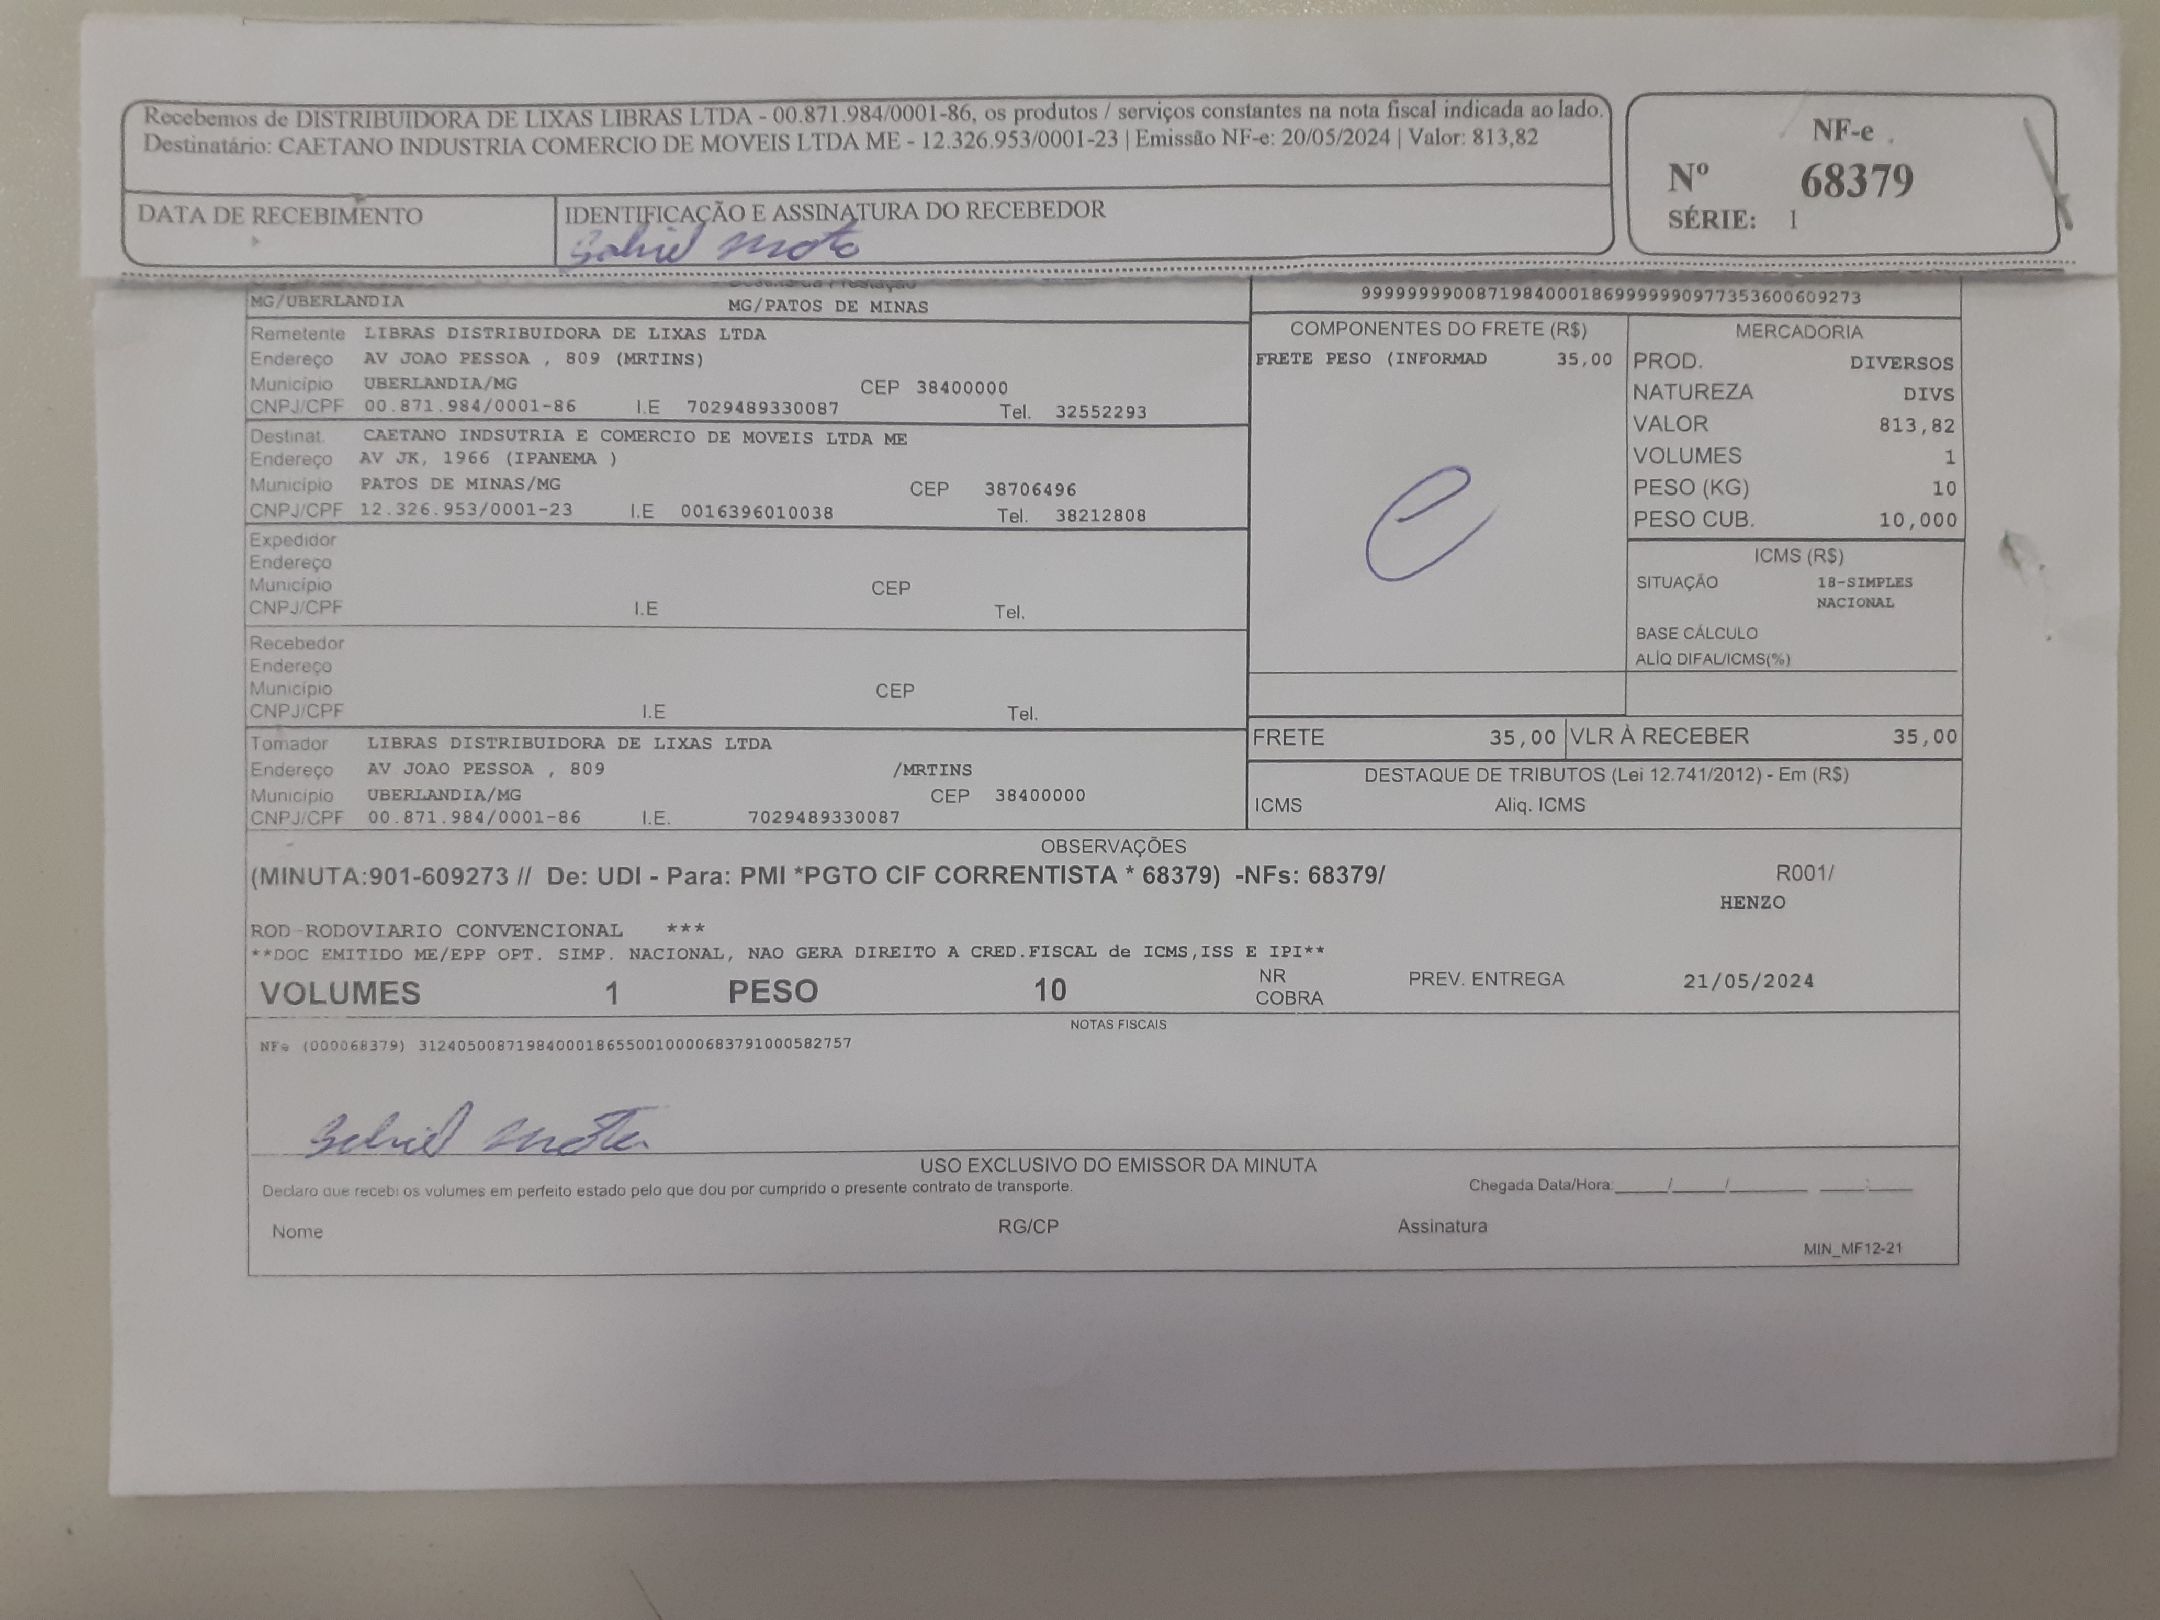 Recebemos de DISTRIBUIDORA DE LIXAS LIBRAS LTDA - 00.871.984/0001-86, os produtos / serviços constantes na nota fiscal indicada ao lado.
Destinatário: CAETANO INDUSTRIA COMERCIO DE MOVEIS LTDA ME - 12.326.953/0001-23 | Emissão NF-e: 20/05/2024 | Valor: 813,82
NF-e
Nº 68379
SÉRIE: 1
DATA DE RECEBIMENTO
IDENTIFICAÇÃO E ASSINATURA DO RECEBEDOR
Gabriel Mota
MG/UBERLANDIA MG/PATOS DE MINAS
Remetente LIBRAS DISTRIBUIDORA DE LIXAS LTDA
Endereço AV JOAO PESSOA , 809 (MRTINS)
Município UBERLANDIA/MG CEP 38400000
CNPJ/CPF 00.871.984/0001-86 I.E 7029489330087 Tel. 32552293
Destinat. CAETANO INDSUTRIA E COMERCIO DE MOVEIS LTDA ME
Endereço AV JK, 1966 (IPANEMA )
Município PATOS DE MINAS/MG CEP 38706496
CNPJ/CPF 12.326.953/0001-23 I.E 0016396010038 Tel. 38212808
Expedidor
Endereço
Município CEP
CNPJ/CPF I.E Tel.
Recebedor
Endereço
Município CEP
CNPJ/CPF I.E Tel.
Tomador LIBRAS DISTRIBUIDORA DE LIXAS LTDA
Endereço AV JOAO PESSOA , 809 /MRTINS
Município UBERLANDIA/MG CEP 38400000
CNPJ/CPF 00.871.984/0001-86 I.E. 7029489330087
99999999008719840001869999990977353600609273
COMPONENTES DO FRETE (R$)
FRETE PESO (INFORMAD 35,00
MERCADORIA
PROD. DIVERSOS
NATUREZA DIVS
VALOR 813,82
VOLUMES 1
PESO (KG) 10
PESO CUB. 10,000
ICMS (R$)
SITUAÇÃO 18-SIMPLES
NACIONAL
BASE CÁLCULO
ALÍQ DIFAL/ICMS(%)
FRETE 35,00 VLR À RECEBER 35,00
DESTAQUE DE TRIBUTOS (Lei 12.741/2012) - Em (R$)
ICMS Aliq. ICMS
OBSERVAÇÕES
(MINUTA:901-609273 // De: UDI - Para: PMI *PGTO CIF CORRENTISTA * 68379) -NFs: 68379/
R001/
HENZO
ROD-RODOVIARIO CONVENCIONAL ***
**DOC EMITIDO ME/EPP OPT. SIMP. NACIONAL, NAO GERA DIREITO A CRED.FISCAL de ICMS,ISS E IPI**
VOLUMES 1 PESO 10 NR COBRA PREV. ENTREGA 21/05/2024
NOTAS FISCAIS
NFe (000068379) 31240500871984000186550010000683791000582757
Gabriel Mota
USO EXCLUSIVO DO EMISSOR DA MINUTA
Declaro que recebi os volumes em perfeito estado pelo que dou por cumprido o presente contrato de transporte.
Chegada Data/Hora:_____/_____/_______ ____:____
Nome RG/CP Assinatura
MIN_MF12-21